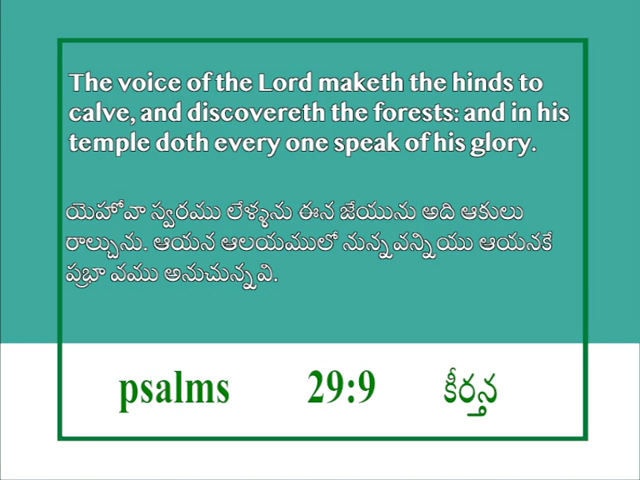 The voice of the Lord maketh the hinds to
calve, and discovereth the forests: and in his
temple doth every one speak of his glory.
యెహోవా స్వరము లేళ్ళను ఈన జేయును అది ఆకులు
రాల్చును. ఆయన ఆలయములో నున్న వన్ని యు ఆయనకే
ప్రభా వము అనుచున్న వి.
psalms 29:9 కీర్తన